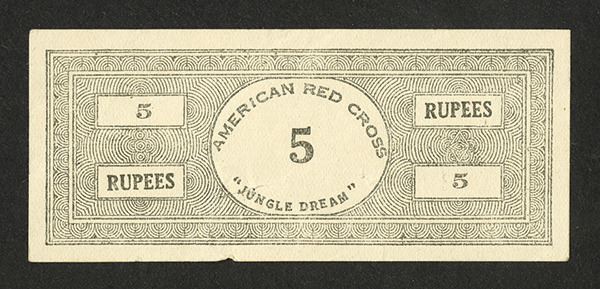 5
RUPEES
AMERICAN RED CROSS
5
"JUNGLE DREAM"
RUPEES
5